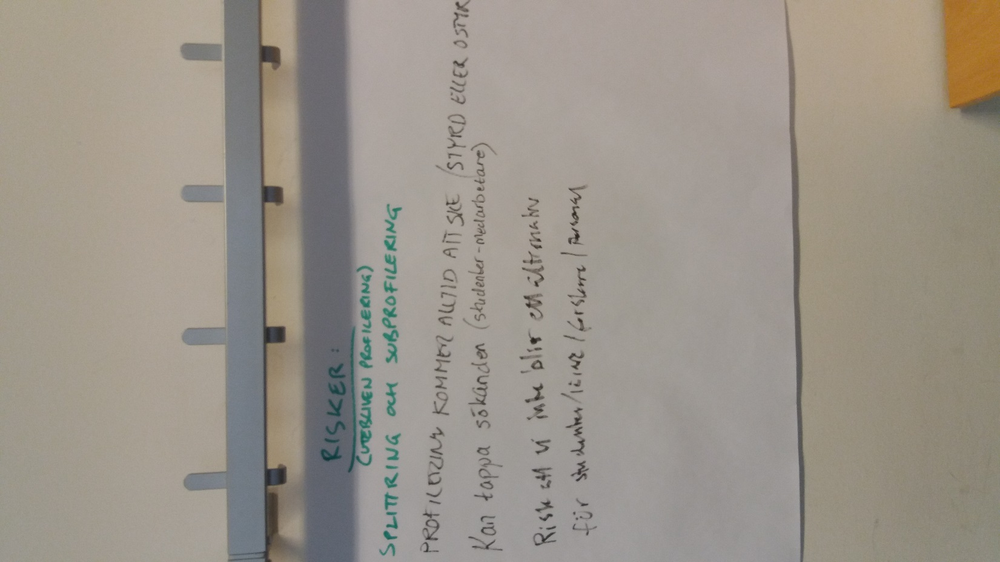 RISKER:
(UTEBLIVEN PROFILERING)
SPLITTRING OCH SUBPROFILERING
PROFILERING KOMMER ALLTID ATT SKE (STYRD ELLER OSTYR
Kan tappa sökanden (studenter-medarbetare)
Risk att vi inte blir ett alternativ
för studenter/lärare/forskare/personal